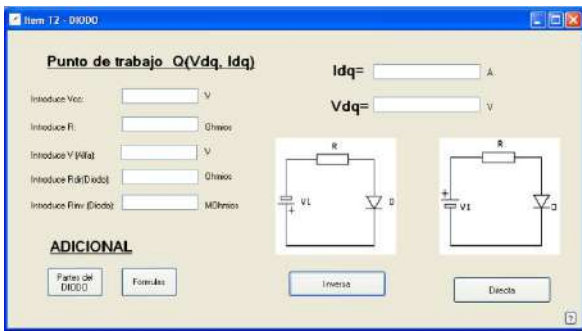 Item T2 - DIODO
Punto de trabajo Q(Vdq, Idq)
Introduce Vcc: V
Introduce R: Ohmios
Introduce V (Alfa): V
Introduce Rdir(Diodo): Ohmios
Introduce Rinv (Diodo): MOhmios
Idq= A
Vdq= V
R
V1 D
+
R
+
V1 D
ADICIONAL
Partes del
DIODO
Formulas
Inversa
Directa
?